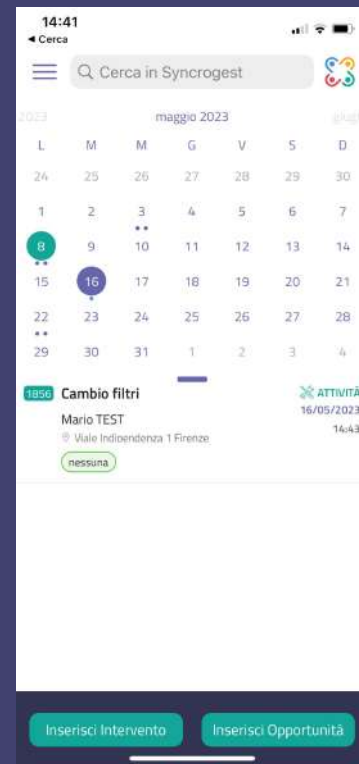 14:41
◀ Cerca
Cerca in Syncrogest
2023 maggio 2023 giug
L M M G V S D
24 25 26 27 28 29 30
1 2 3 4 5 6 7
8 9 10 11 12 13 14
15 16 17 18 19 20 21
22 23 24 25 26 27 28
29 30 31 1 2 3 4
1856 Cambio filtri ATTIVITÀ
Mario TEST 16/05/2023
Viale Indipendenza 1 Firenze 14:43
nessuna
Inserisci Intervento Inserisci Opportunità